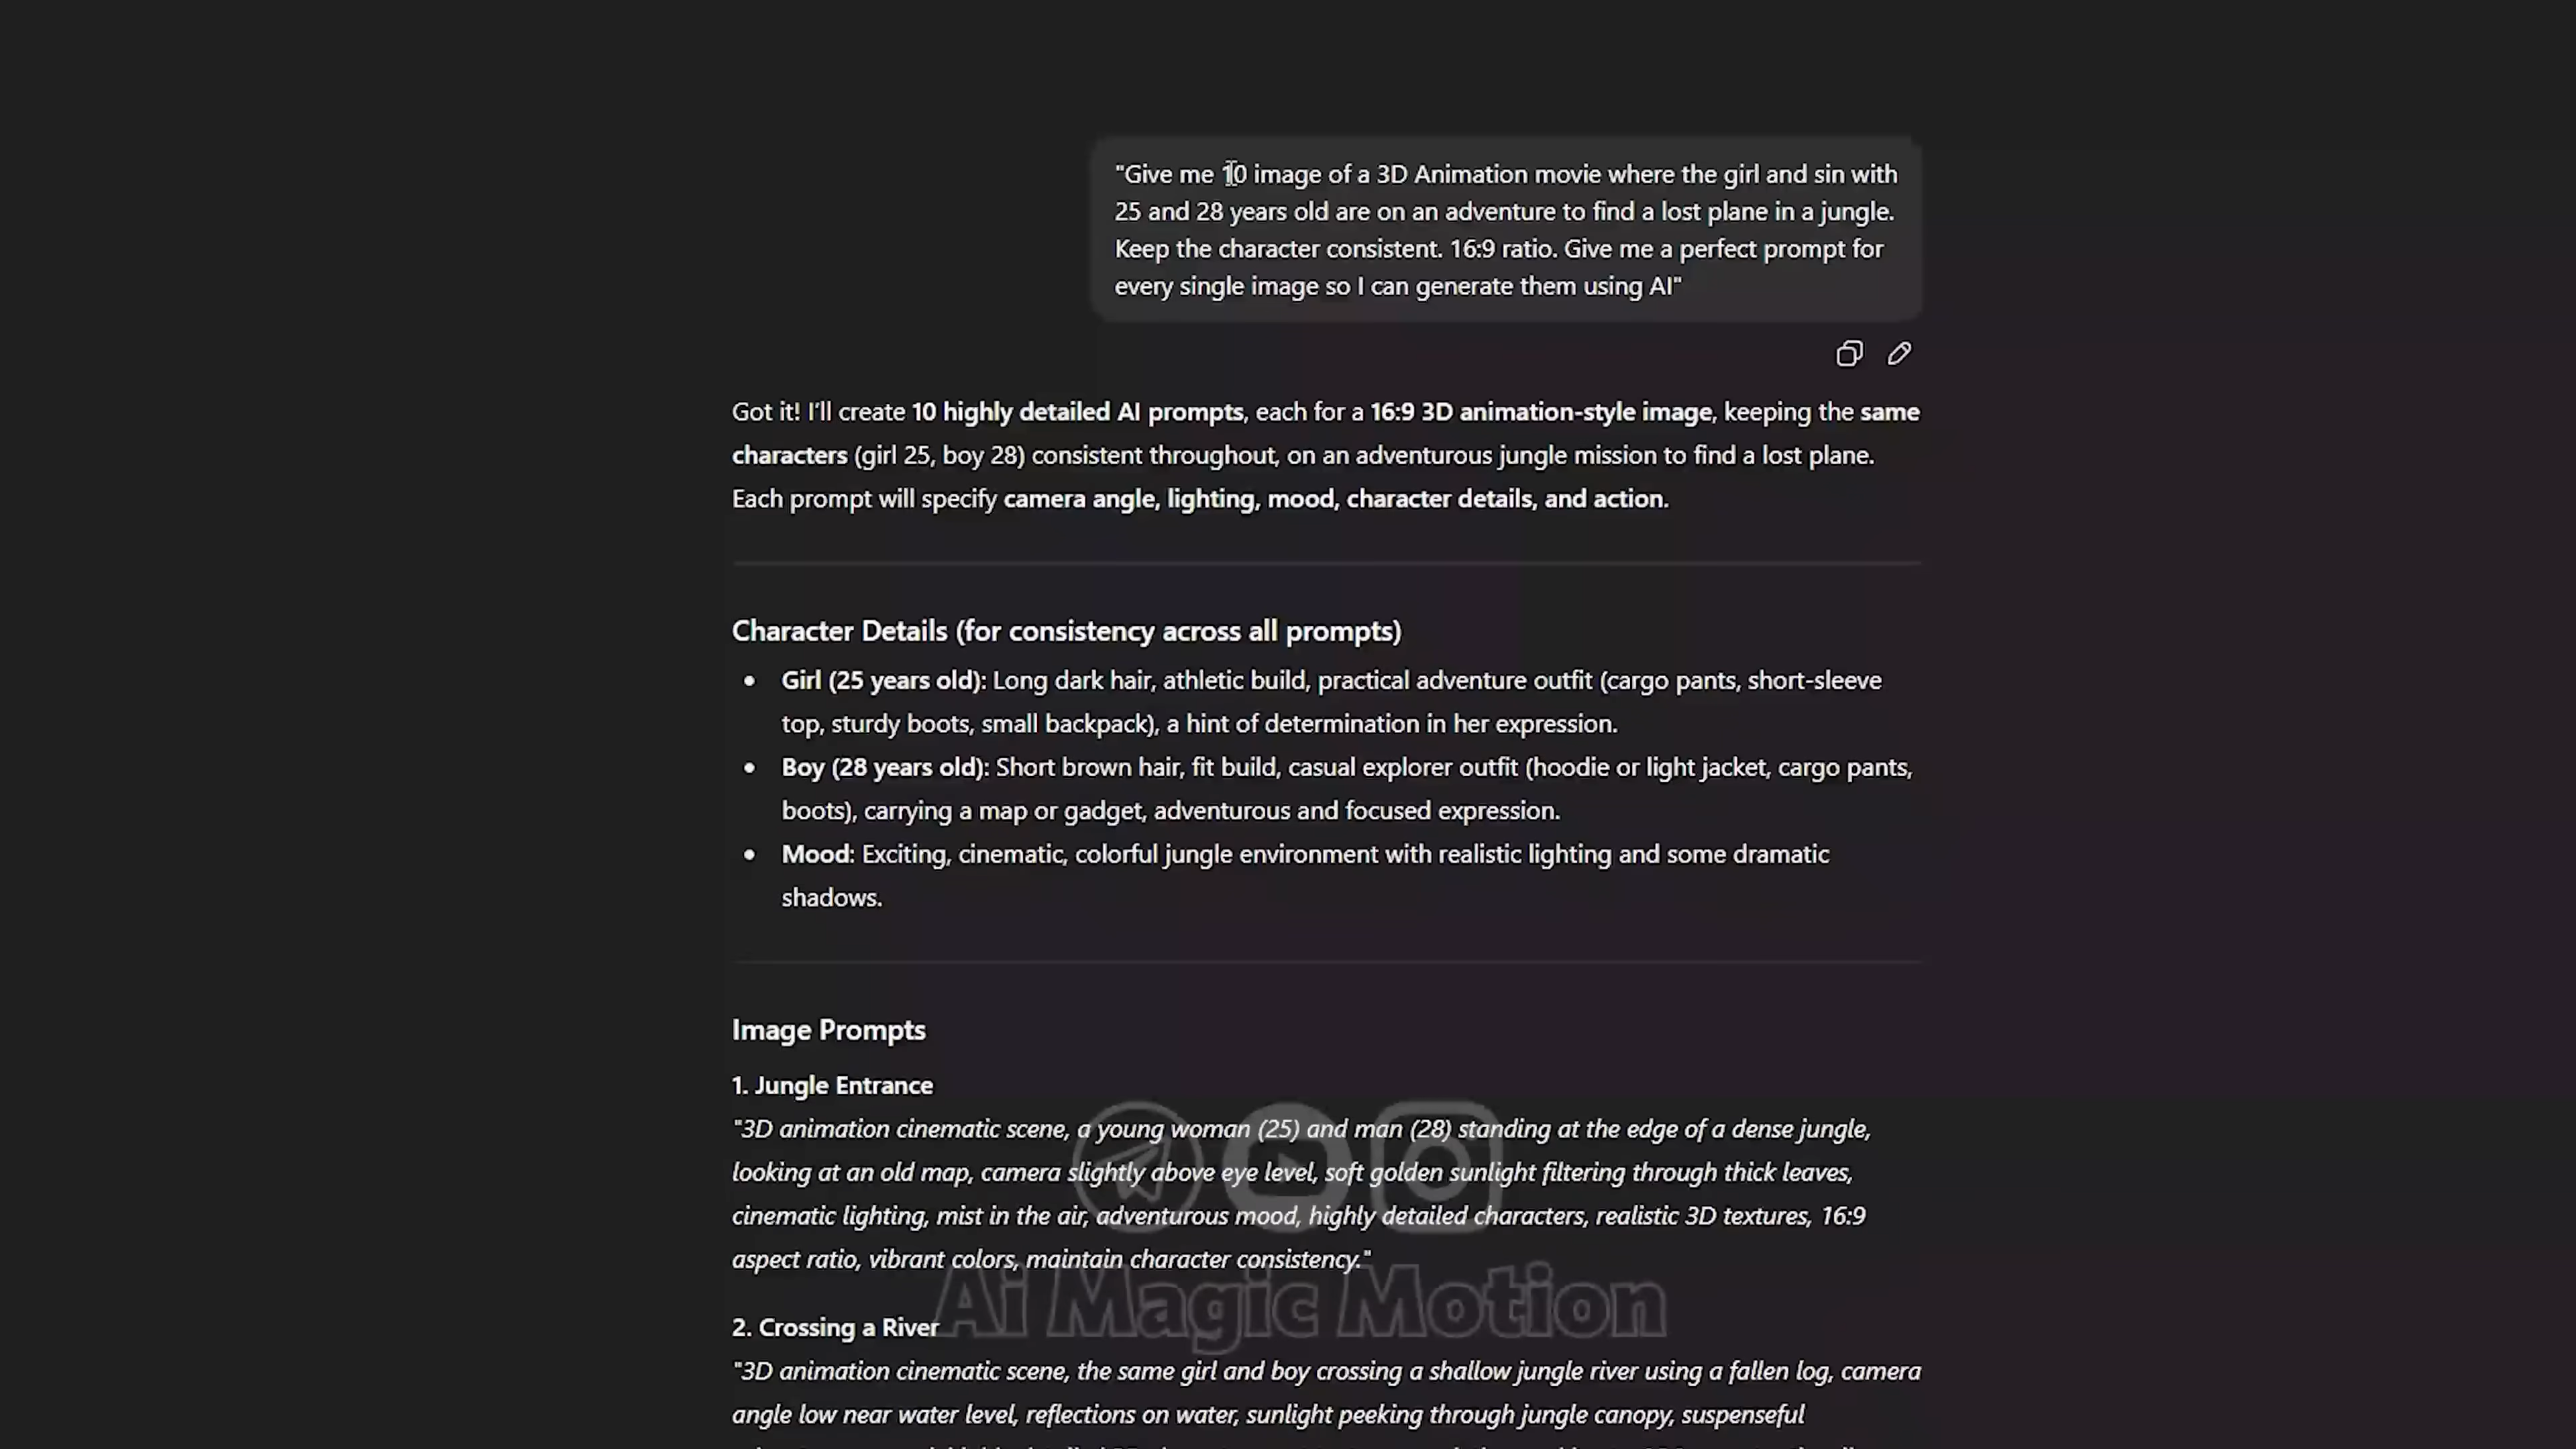 "Give me 10 image of a 3D Animation movie where the girl and sin with
25 and 28 years old are on an adventure to find a lost plane in a jungle.
Keep the character consistent. 16:9 ratio. Give me a perfect prompt for
every single image so I can generate them using AI"
Got it! I'll create 10 highly detailed AI prompts, each for a 16:9 3D animation-style image, keeping the same
characters (girl 25, boy 28) consistent throughout, on an adventurous jungle mission to find a lost plane.
Each prompt will specify camera angle, lighting, mood, character details, and action.
Character Details (for consistency across all prompts)
• Girl (25 years old): Long dark hair, athletic build, practical adventure outfit (cargo pants, short-sleeve
top, sturdy boots, small backpack), a hint of determination in her expression.
• Boy (28 years old): Short brown hair, fit build, casual explorer outfit (hoodie or light jacket, cargo pants,
boots), carrying a map or gadget, adventurous and focused expression.
• Mood: Exciting, cinematic, colorful jungle environment with realistic lighting and some dramatic
shadows.
Image Prompts
1. Jungle Entrance
"3D animation cinematic scene, a young woman (25) and man (28) standing at the edge of a dense jungle,
looking at an old map, camera slightly above eye level, soft golden sunlight filtering through thick leaves,
cinematic lighting, mist in the air, adventurous mood, highly detailed characters, realistic 3D textures, 16:9
aspect ratio, vibrant colors, maintain character consistency."
Ai Magic Motion
2. Crossing a River
"3D animation cinematic scene, the same girl and boy crossing a shallow jungle river using a fallen log, camera
angle low near water level, reflections on water, sunlight peeking through jungle canopy, suspenseful